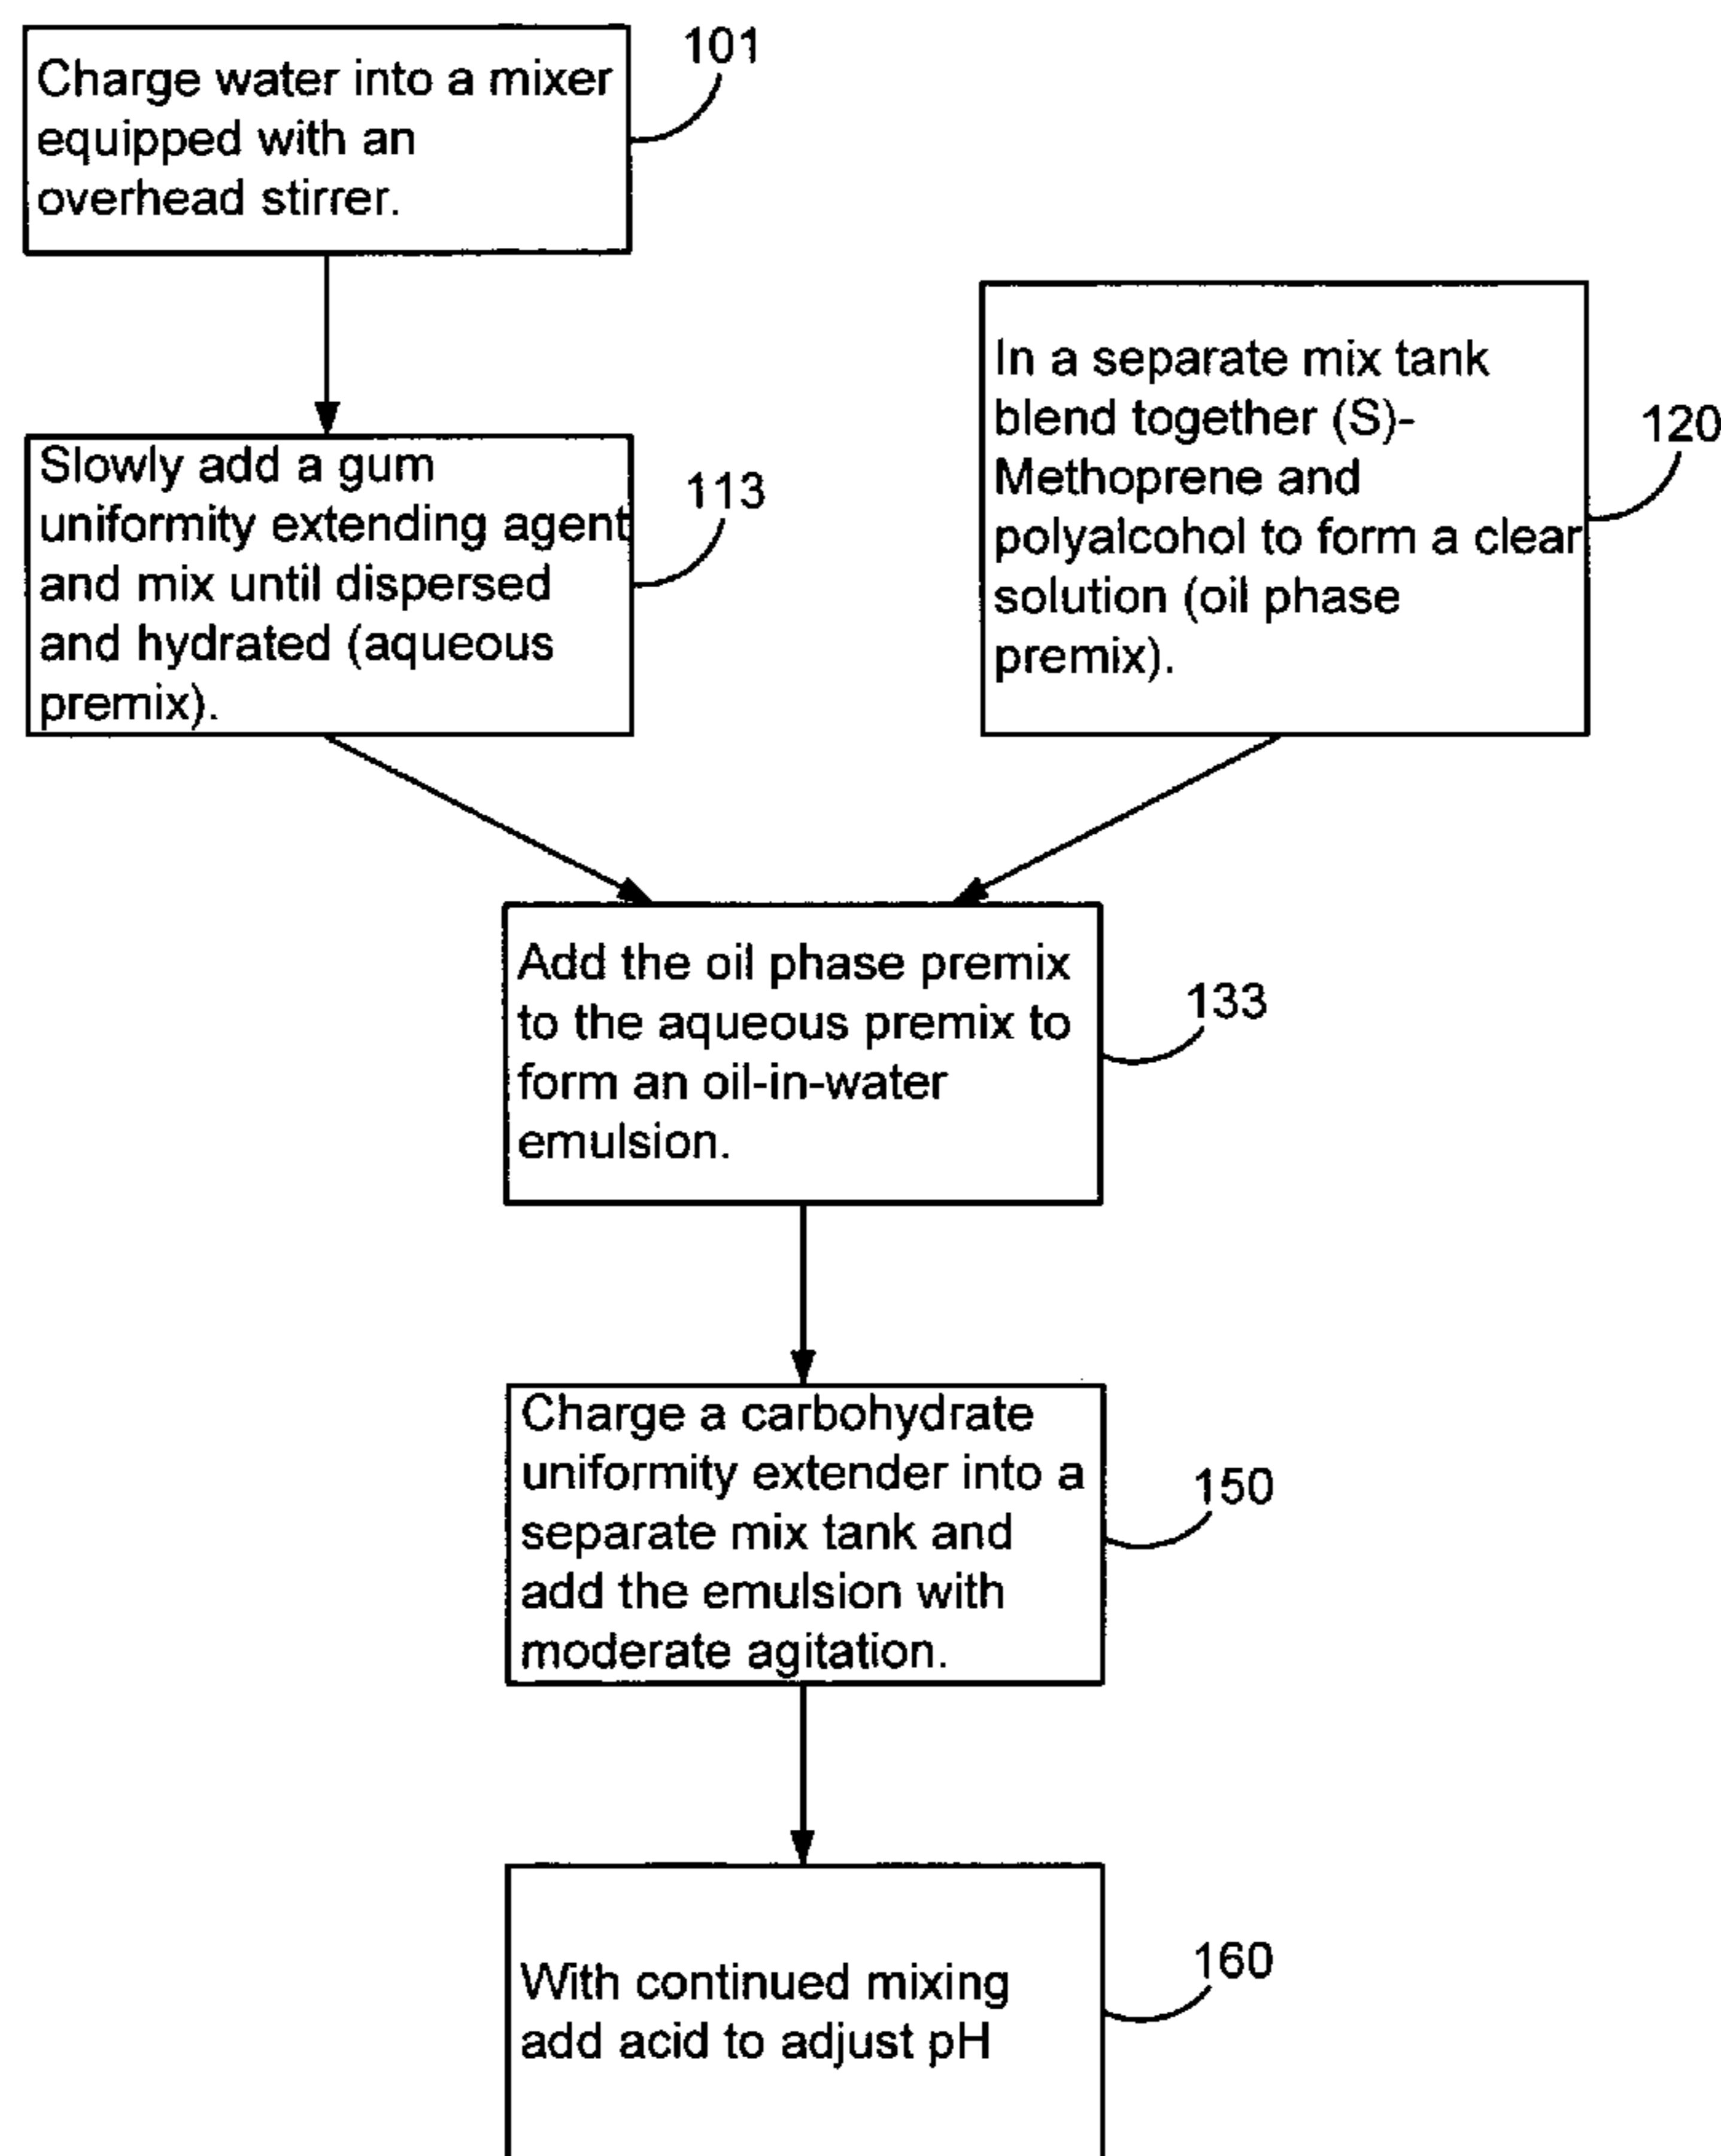 Charge water into a mixer
equipped with an
overhead stirrer.
101
Slowly add a gum
uniformity extending agent
and mix until dispersed
and hydrated (aqueous
premix).
113
In a separate mix tank
blend together (S)-
Methoprene and
polyalcohol to form a clear
solution (oil phase
premix).
120
Add the oil phase premix
to the aqueous premix to
form an oil-in-water
emulsion.
133
Charge a carbohydrate
uniformity extender into a
separate mix tank and
add the emulsion with
moderate agitation.
150
With continued mixing
add acid to adjust pH
160